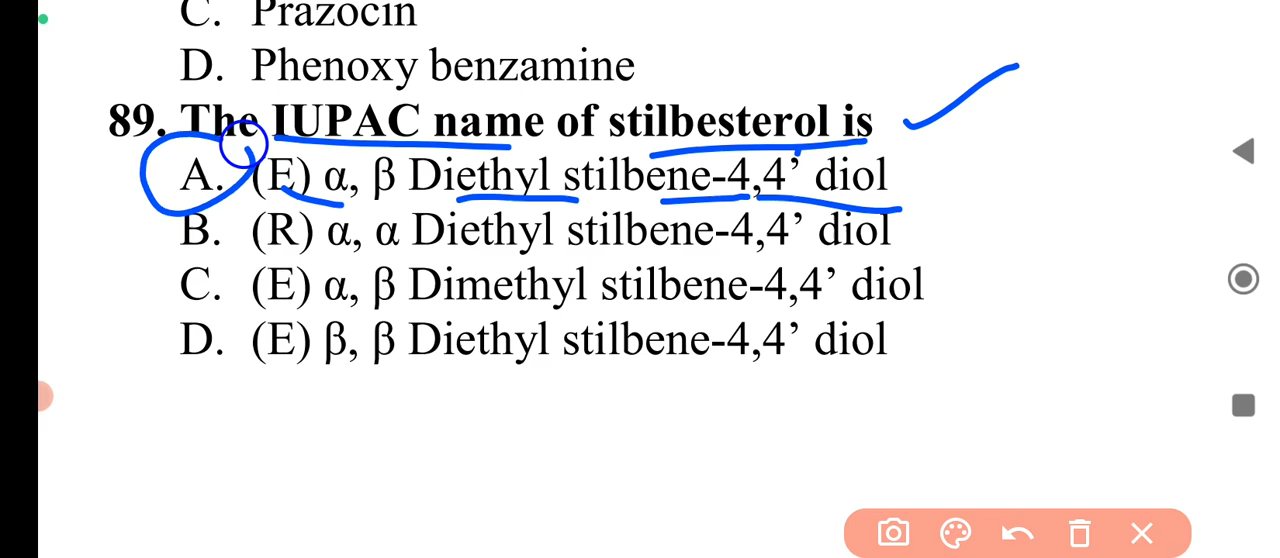 C. Prazocin
D. Phenoxy benzamine
89. The IUPAC name of stilbesterol is
A. (E) α, β Diethyl stilbene-4,4’ diol
B. (R) α, α Diethyl stilbene-4,4’ diol
C. (E) α, β Dimethyl stilbene-4,4’ diol
D. (E) β, β Diethyl stilbene-4,4’ diol